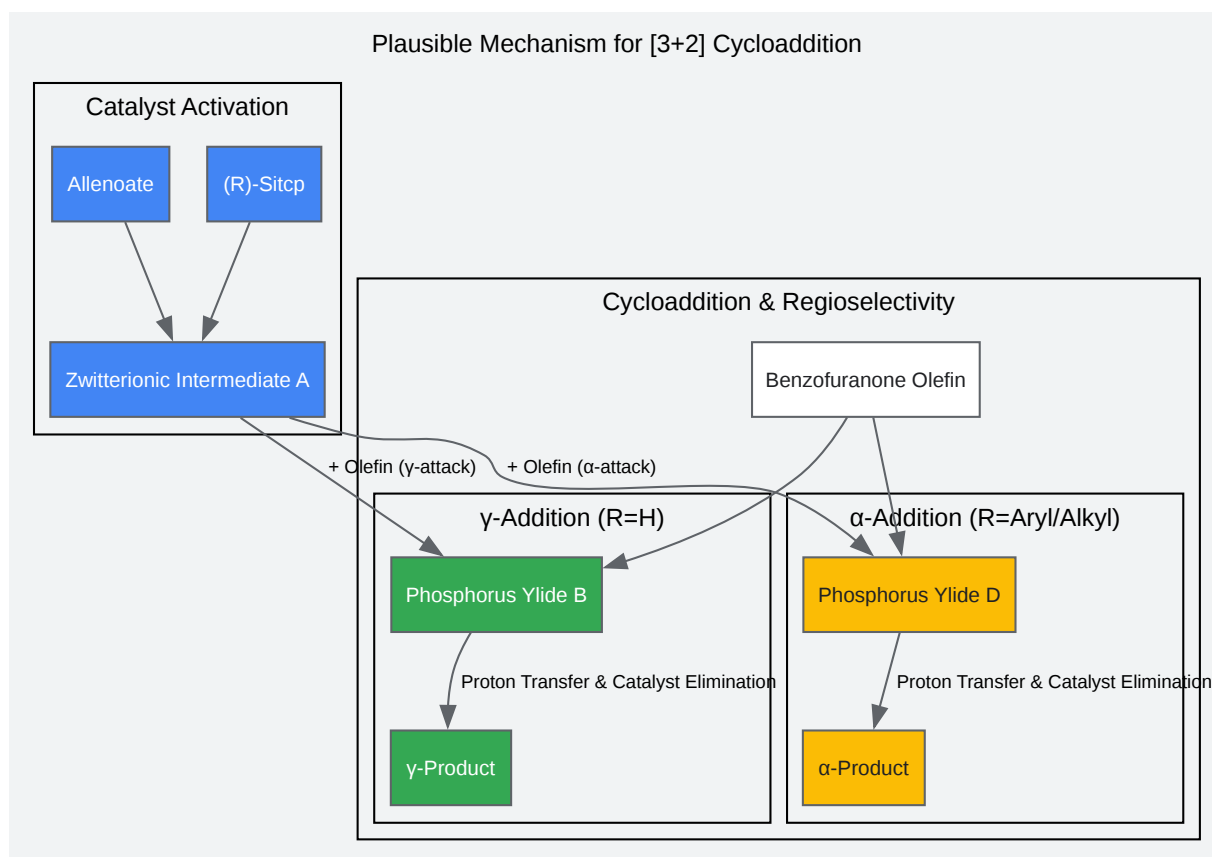 Plausible Mechanism for [3+2] Cycloaddition
Catalyst Activation
Allenoate
(R)-Sitcp
Zwitterionic Intermediate A
Cycloaddition & Regioselectivity
Benzofuranone Olefin
+ Olefin (γ-attack)
+ Olefin (α-attack)
γ-Addition (R=H)
α-Addition (R=Aryl/Alkyl)
Phosphorus Ylide B
Phosphorus Ylide D
Proton Transfer & Catalyst Elimination
Proton Transfer & Catalyst Elimination
γ-Product
α-Product